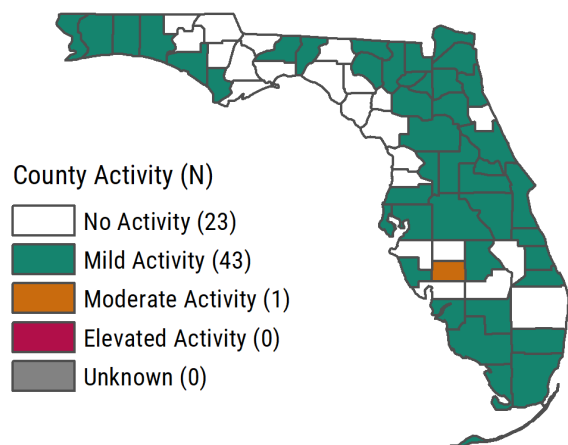 County Activity (N)
No Activity (23)
Mild Activity (43)
Moderate Activity (1)
Elevated Activity (0)
Unknown (0)